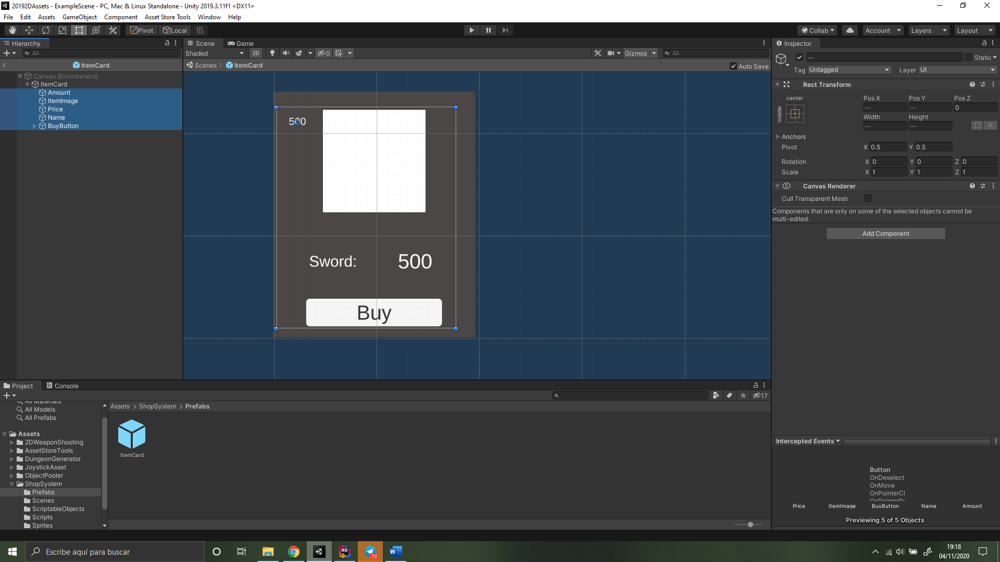 20192DAssets - ExampleScene - PC, Mac & Linux Standalone - Unity 2019.3.11f1 <DX11>
File Edit Assets GameObject Component Asset Store Tools Window Help
Pivot Local Collab Account Layers Layout
Hierarchy
All
ItemCard
Canvas (Environment)
ItemCard
Amount
ItemImage
Price
Name
BuyButton
Scene Game
Shaded 2D 0 Gizmos All
Scenes ItemCard Auto Save
500
Sword: 500
Buy
Inspector
— Static
Tag Untagged Layer UI
Rect Transform
center
middle
Pos X Pos Y Pos Z
— — 0
Width Height
— — R
Anchors
Pivot X 0.5 Y 0.5
Rotation X 0 Y 0 Z 0
Scale X 1 Y 1 Z 1
Canvas Renderer
Cull Transparent Mesh
Components that are only on some of the selected objects cannot be
multi-edited.
Add Component
Intercepted Events
Button
OnDeselect
OnMove
OnPointerCl
Price ItemImage BuyButton Name Amount
Previewing 5 of 5 Objects
Project Console
17
All Materials
All Models
All Prefabs
Assets
2DWeaponShooting
AssetStoreTools
DungeonGenerator
JoystickAsset
ObjectPooler
ShopSystem
Prefabs
Scenes
ScriptableObjects
Scripts
Sprites
Assets > ShopSystem > Prefabs
ItemCard
Escribe aquí para buscar
RD
73
W
19:18
04/11/2020